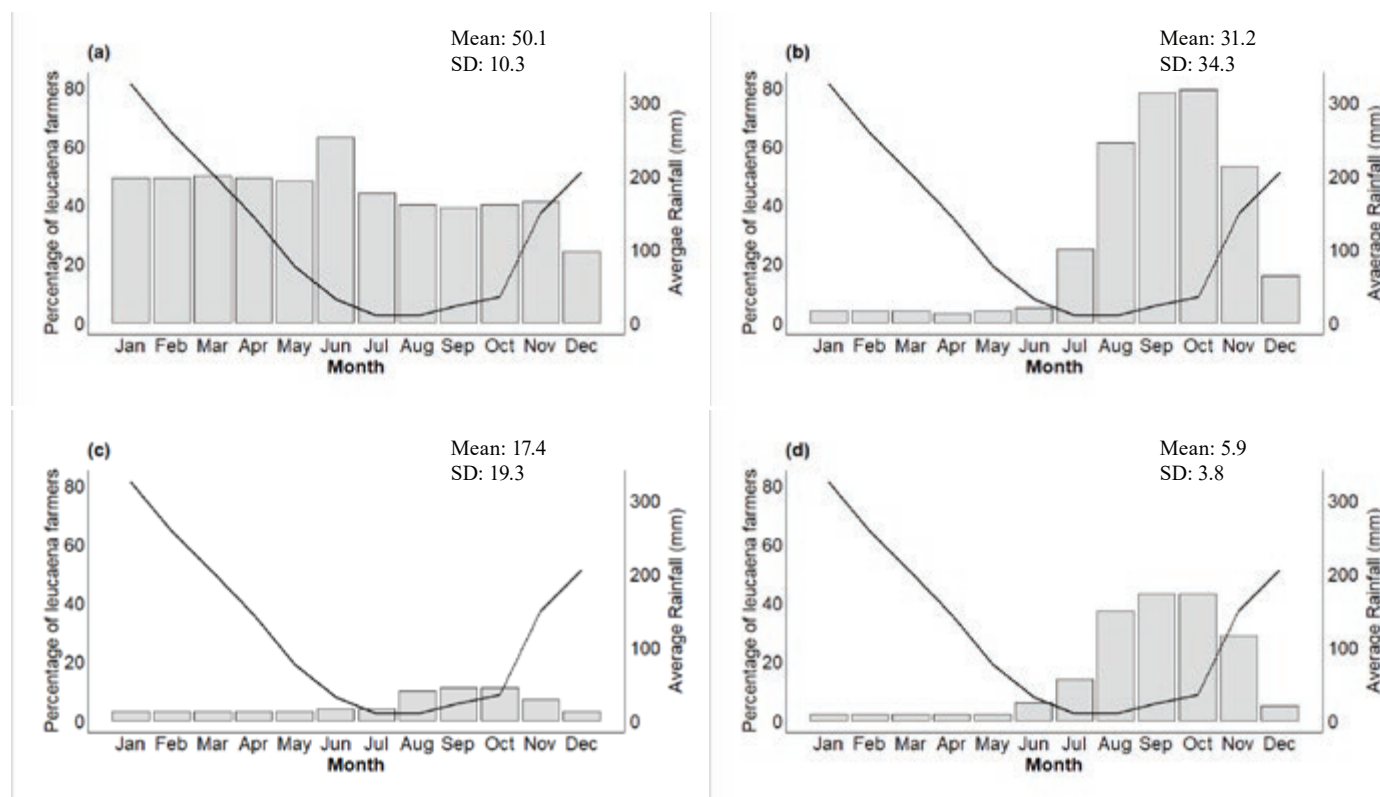 (a)
Mean: 50.1
SD: 10.3
Percentage of leucaena farmers
80
60
40
20
0
300
200
100
0
Avergae Rainfall (mm)
Jan Feb Mar Apr May Jun Jul Aug Sep Oct Nov Dec
Month
(b)
Mean: 31.2
SD: 34.3
Percentage of leucaena farmers
80
60
40
20
0
300
200
100
0
Avaerage Rainfall (mm)
Jan Feb Mar Apr May Jun Jul Aug Sep Oct Nov Dec
Month
(c)
Mean: 17.4
SD: 19.3
Percentage of leucaena farmers
80
60
40
20
0
300
200
100
0
Average Rainfall (mm)
Jan Feb Mar Apr May Jun Jul Aug Sep Oct Nov Dec
Month
(d)
Mean: 5.9
SD: 3.8
Percentage of leucaena farmers
80
60
40
20
0
300
200
100
0
Average Rainfall (mm)
Jan Feb Mar Apr May Jun Jul Aug Sep Oct Nov Dec
Month